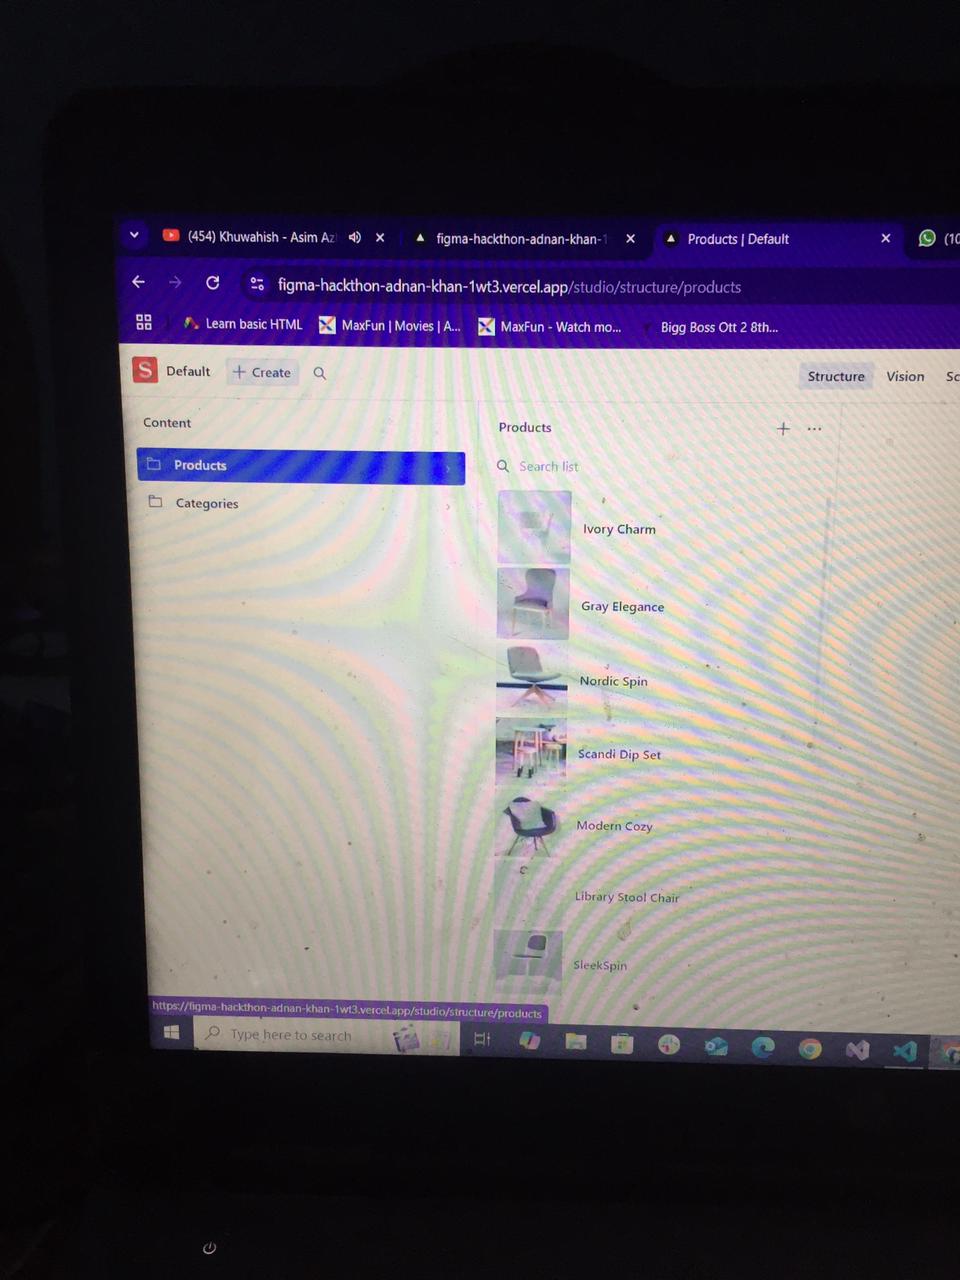 (454) Khuwahish - Asim Az
figma-hackthon-adnan-khan-1
Products | Default
(10
figma-hackthon-adnan-khan-1wt3.vercel.app/studio/structure/products
Learn basic HTML
MaxFun | Movies | A...
MaxFun - Watch mo...
Bigg Boss Ott 2 8th...
S
Default
+ Create
Structure
Vision
Sc
Content
Products
Categories
Products
Search list
Ivory Charm
Gray Elegance
Nordic Spin
Scandi Dip Set
Modern Cozy
Library Stool Chair
SleekSpin
https://figma-hackthon-adnan-khan-1wt3.vercel.app/studio/structure/products
Type here to search